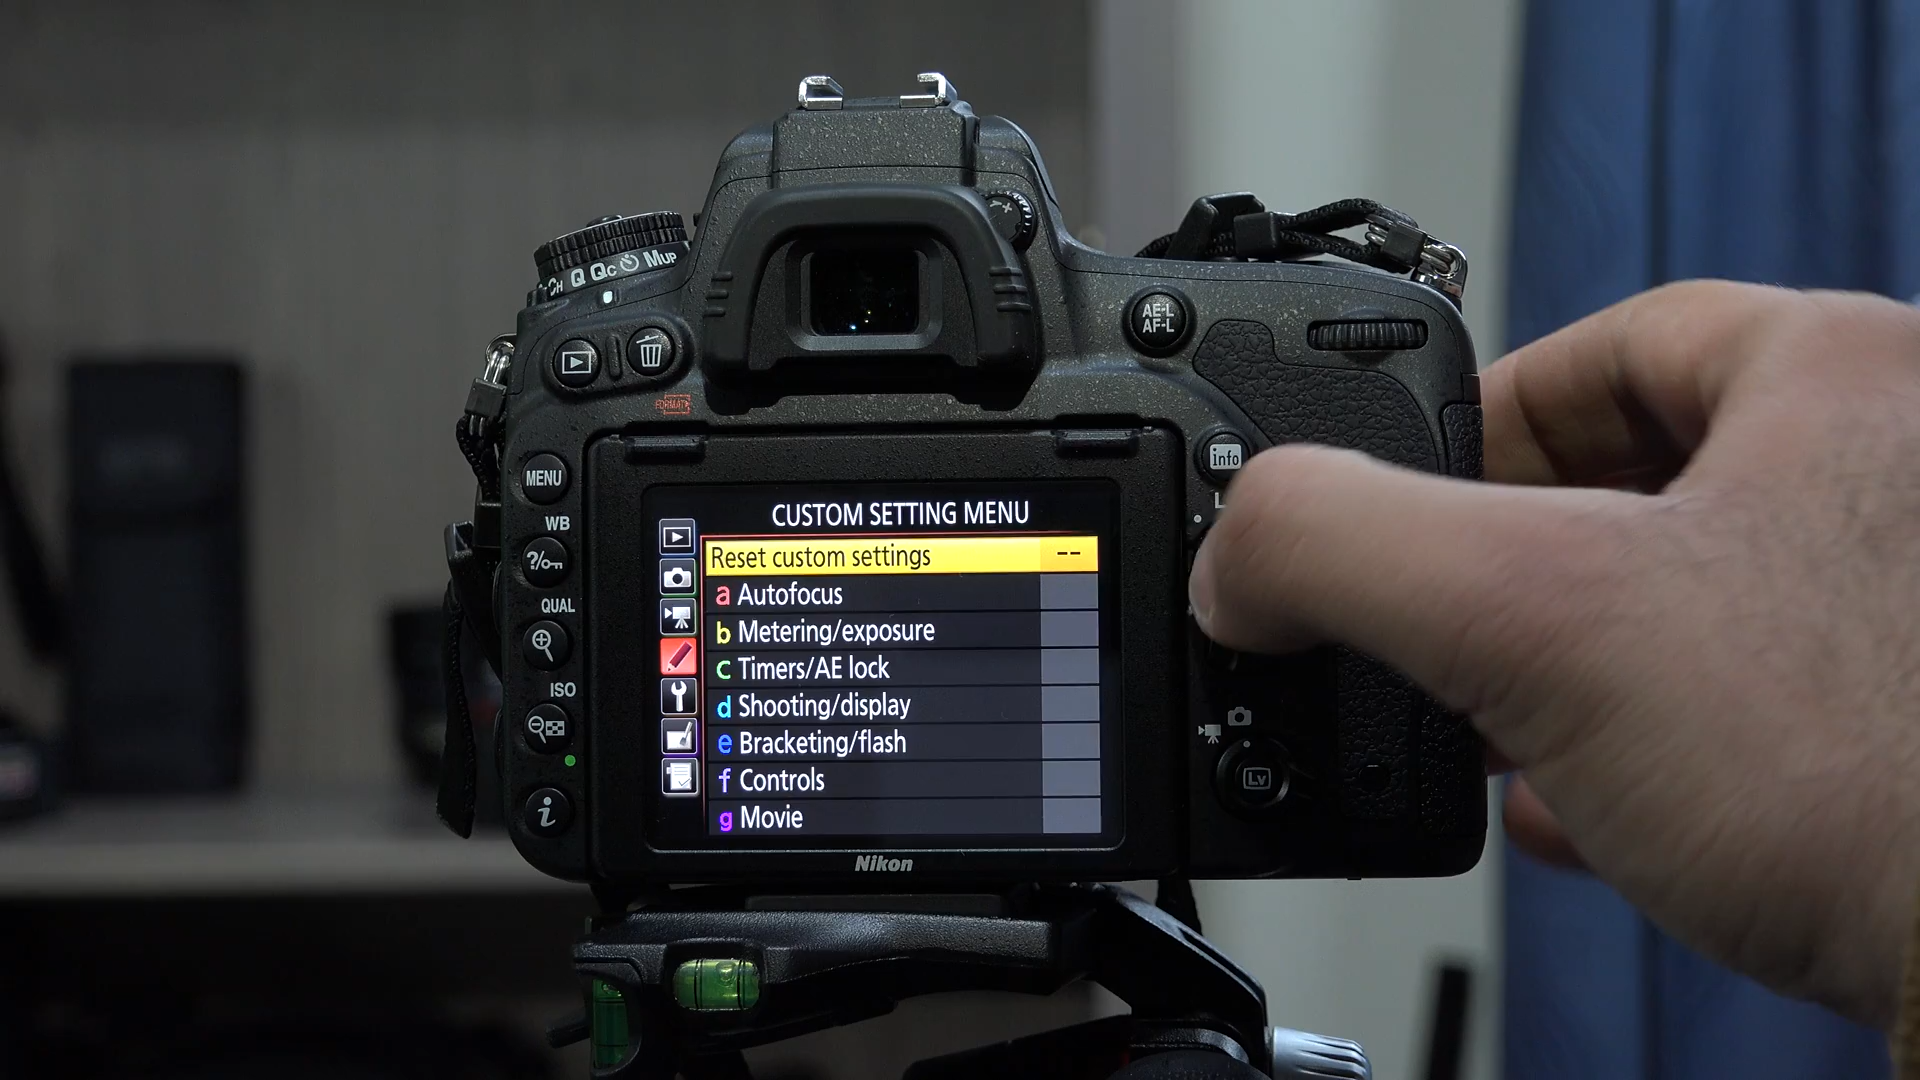 Q Qc MUP
AE-L
AF-L
FORMAT
info
MENU
WB
?
QUAL
ISO
i
CUSTOM SETTING MENU
Reset custom settings --
a Autofocus
b Metering/exposure
c Timers/AE lock
d Shooting/display
e Bracketing/flash
f Controls
g Movie
Lv
Nikon